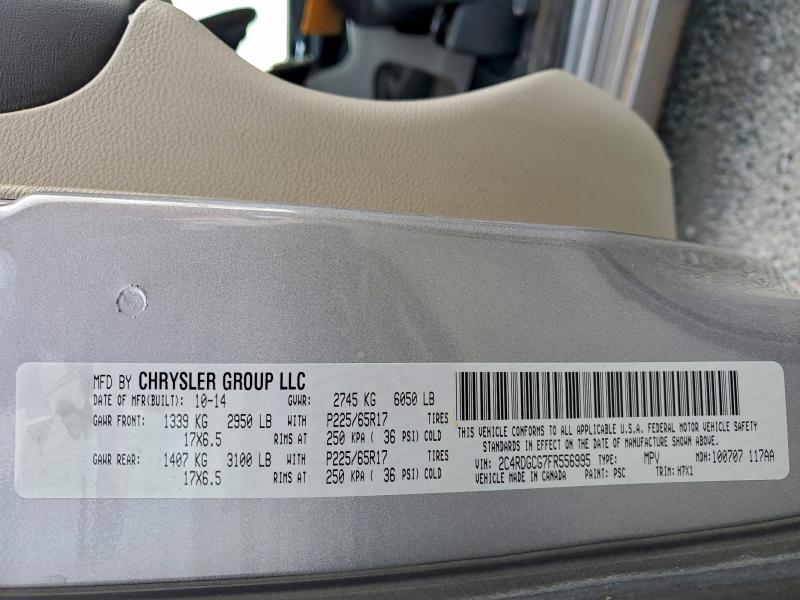 MFD BY CHRYSLER GROUP LLC
DATE OF MFR(BUILT): 10-14 GVWR: 2745 KG 6050 LB
GAWR FRONT: 1339 KG 2950 LB WITH P225/65R17 TIRES
17X6.5 RIMS AT 250 KPA ( 36 PSI) COLD
GAWR REAR: 1407 KG 3100 LB WITH P225/65R17 TIRES
17X6.5 RIMS AT 250 KPA ( 36 PSI) COLD
THIS VEHICLE CONFORMS TO ALL APPLICABLE U.S.A. FEDERAL MOTOR VEHICLE SAFETY
STANDARDS IN EFFECT ON THE DATE OF MANUFACTURE SHOWN ABOVE.
VIN: 2C4RDGCG7FR556995 TYPE: MPV MDH: 100707 117AA
VEHICLE MADE IN CANADA PAINT: PSC TRIM: H7X1